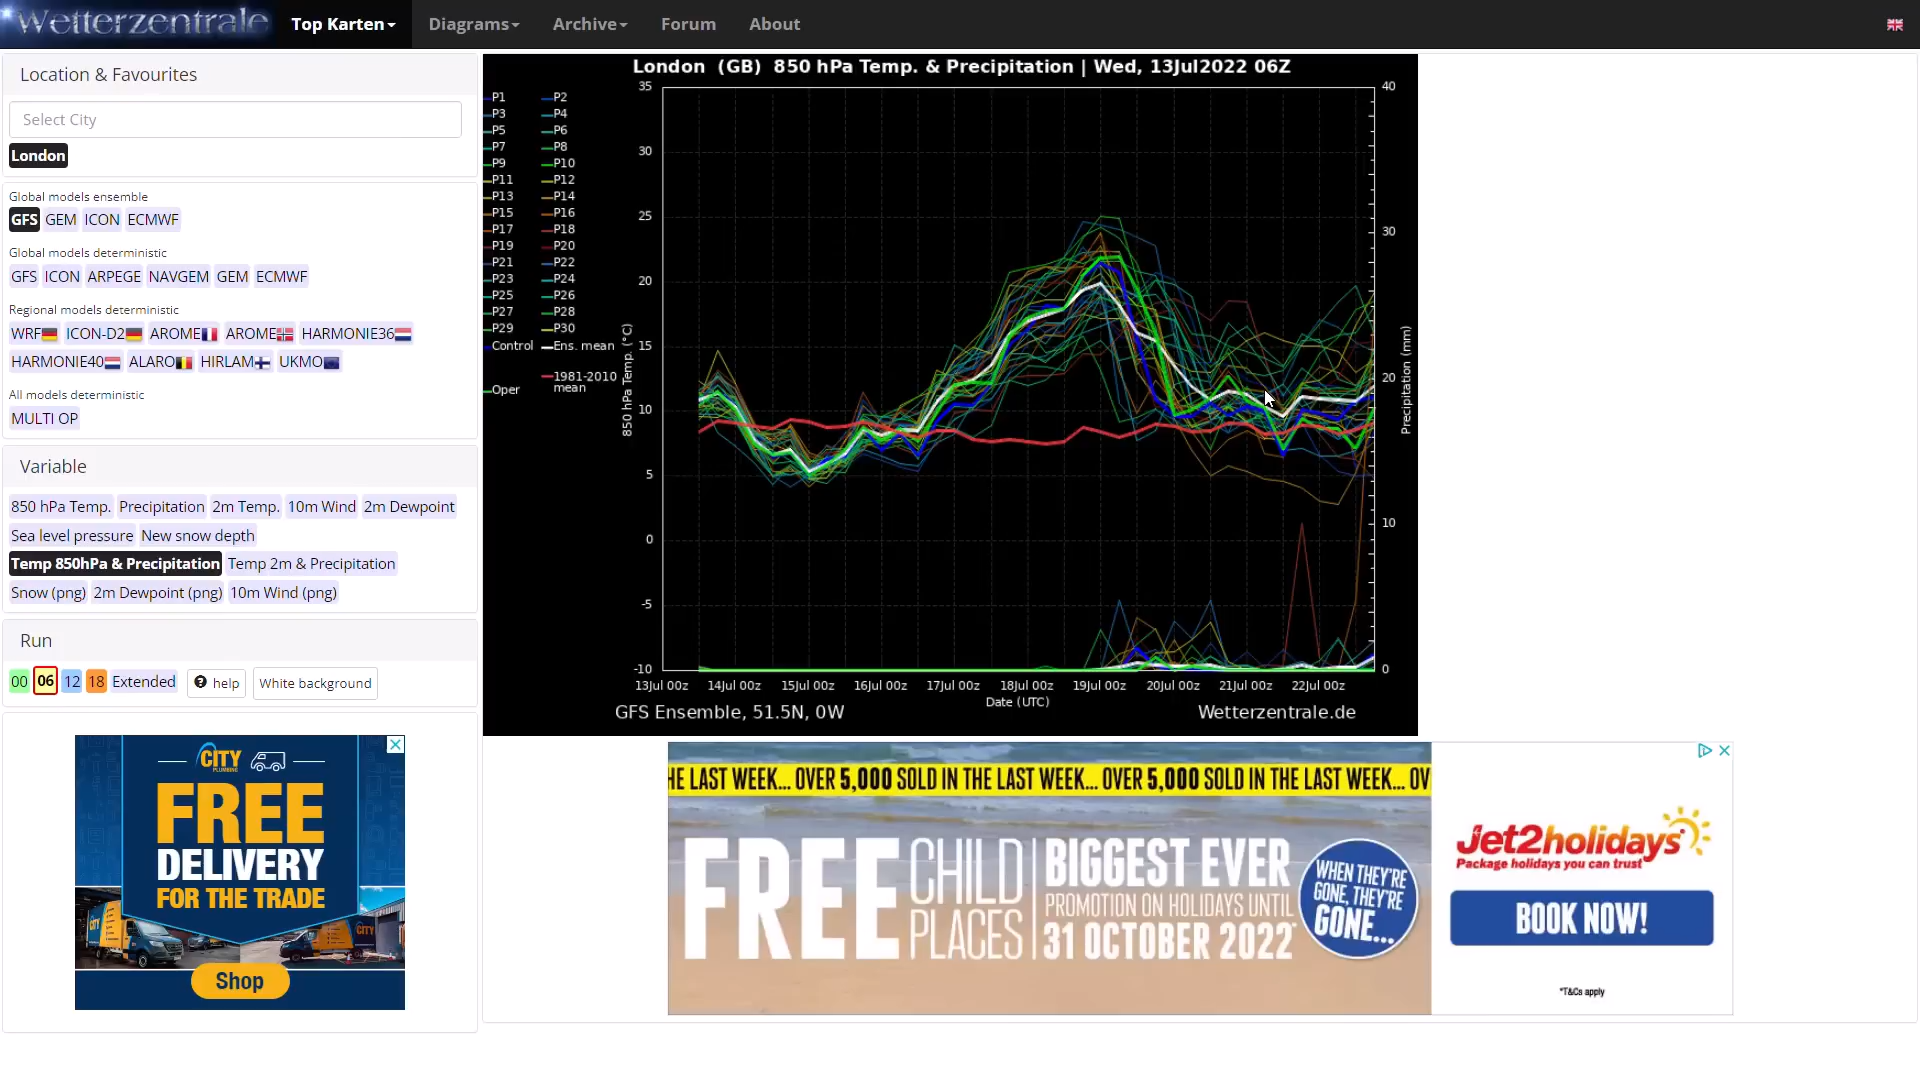 Wetterzentrale Top Karten Diagrams Archive Forum About
Location & Favourites
Select City
London
Global models ensemble
GFS GEM ICON ECMWF
Global models deterministic
GFS ICON ARPEGE NAVGEM GEM ECMWF
Regional models deterministic
WRF ICON-D2 AROME AROME HARMONIE36
HARMONIE40 ALARO HIRLAM UKMO
All models deterministic
MULTI OP
Variable
850 hPa Temp. Precipitation 2m Temp. 10m Wind 2m Dewpoint
Sea level pressure New snow depth
Temp 850hPa & Precipitation Temp 2m & Precipitation
Snow (png) 2m Dewpoint (png) 10m Wind (png)
Run
00 06 12 18 Extended help White background
London (GB) 850 hPa Temp. & Precipitation | Wed, 13Jul2022 06Z
P1 P2
P3 P4
P5 P6
P7 P8
P9 P10
P11 P12
P13 P14
P15 P16
P17 P18
P19 P20
P21 P22
P23 P24
P25 P26
P27 P28
P29 P30
Control Ens. mean
Oper 1981-2010
mean
850 hPa Temp. (°C)
35
30
25
20
15
10
5
0
-5
-10
40
30
20
10
0
Precipitation (mm)
13Jul 00z 14Jul 00z 15Jul 00z 16Jul 00z 17Jul 00z 18Jul 00z 19Jul 00z 20Jul 00z 21Jul 00z 22Jul 00z
Date (UTC)
GFS Ensemble, 51.5N, 0W Wetterzentrale.de
CITY
PLUMBING
FREE
DELIVERY
FOR THE TRADE
CITY
Shop
HE LAST WEEK... OVER 5,000 SOLD IN THE LAST WEEK... OVER 5,000 SOLD IN THE LAST WEEK... OV
FREE CHILD
PLACES
BIGGEST EVER
PROMOTION ON HOLIDAYS UNTIL
31 OCTOBER 2022*
WHEN THEY'RE
GONE, THEY'RE
GONE...
Jet2holidays
Package holidays you can trust
BOOK NOW!
*T&Cs apply